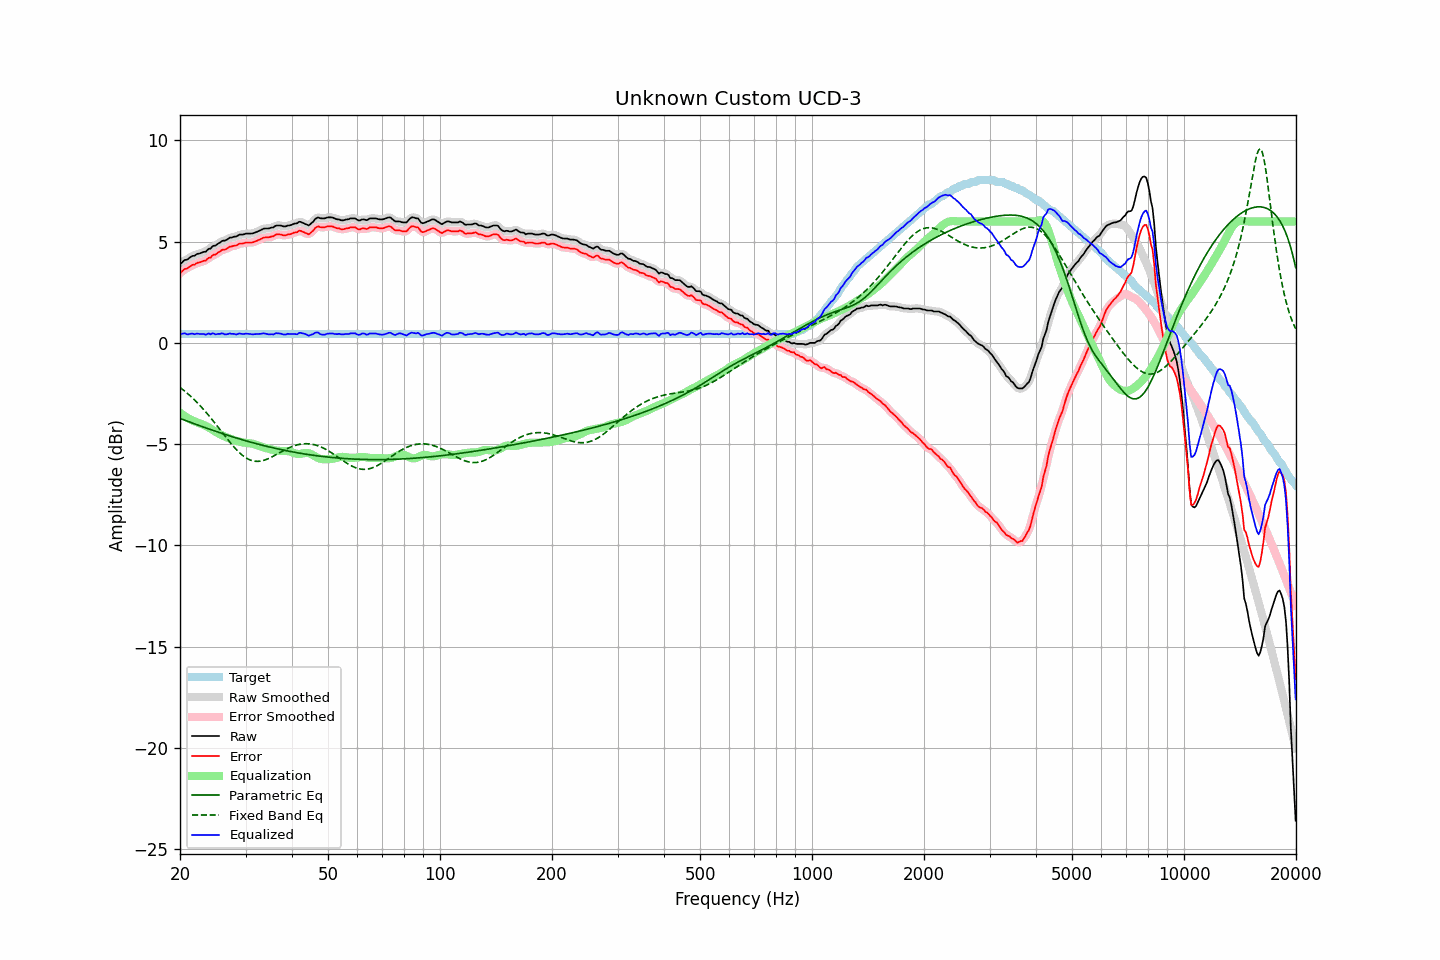 Unknown Custom UCD-3
Amplitude (dBr)
10
5
0
−5
−10
−15
−20
−25
Target
Raw Smoothed
Error Smoothed
Raw
Error
Equalization
Parametric Eq
Fixed Band Eq
Equalized
20 50 100 200 500 1000 2000 5000 10000 20000
Frequency (Hz)